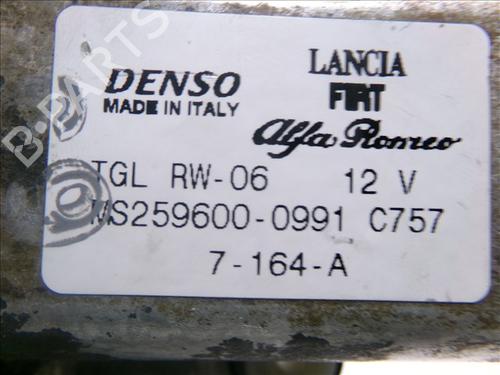 DENSO
MADE IN ITALY
LANCIA
FIAT
Alfa Romeo
TGL RW-06 12 V
MS259600-0991 C757
7-164-A
B-PARTS